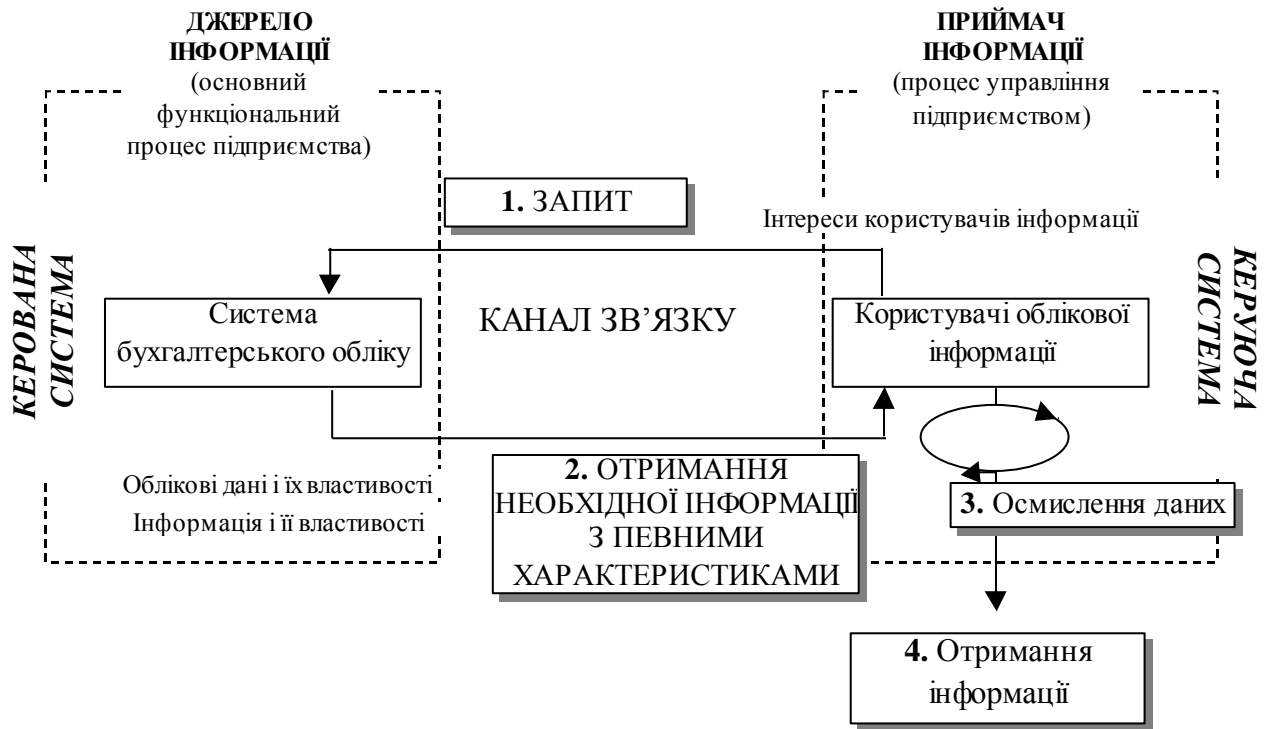 ДЖЕРЕЛО
ІНФОРМАЦІЇ
(основний
функціональний
процес підприємства)
ПРИЙМАЧ
ІНФОРМАЦІЇ
(процес управління
підприємством)
1. ЗАПИТ
Інтереси користувачів інформації
КЕРОВАНА
СИСТЕМА
Система
бухгалтерського обліку
КАНАЛ ЗВ’ЯЗКУ
Користувачі облікової
інформації
КЕРУЮЧА
СИСТЕМА
Облікові дані і їх властивості
Інформація і її властивості
2. ОТРИМАННЯ
НЕОБХІДНОЇ ІНФОРМАЦІЇ
З ПЕВНИМИ
ХАРАКТЕРИСТИКАМИ
3. Осмислення даних
4. Отримання
інформації